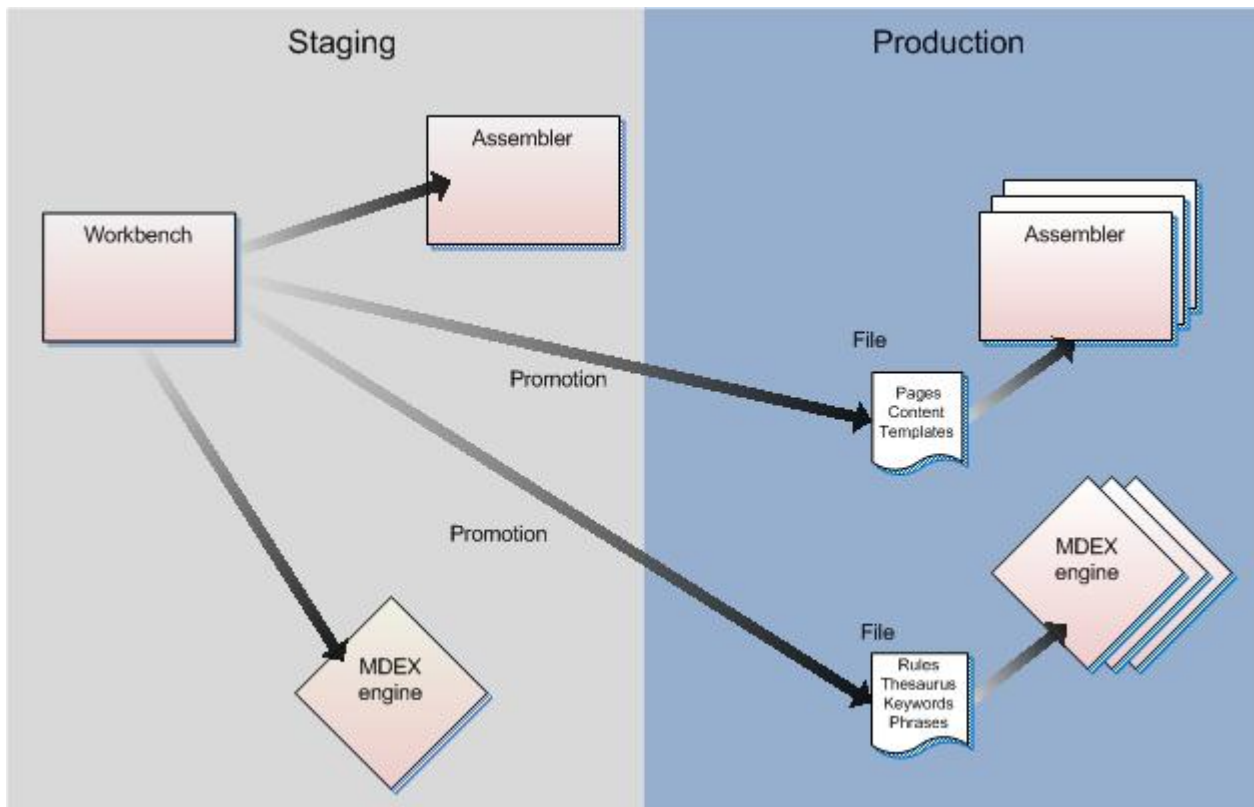 Staging
Production
Assembler
Workbench
Assembler
File
Promotion
Pages
Content
Templates
Promotion
MDEX
engine
File
MDEX
engine
Rules
Thesaurus
Keywords
Phrases